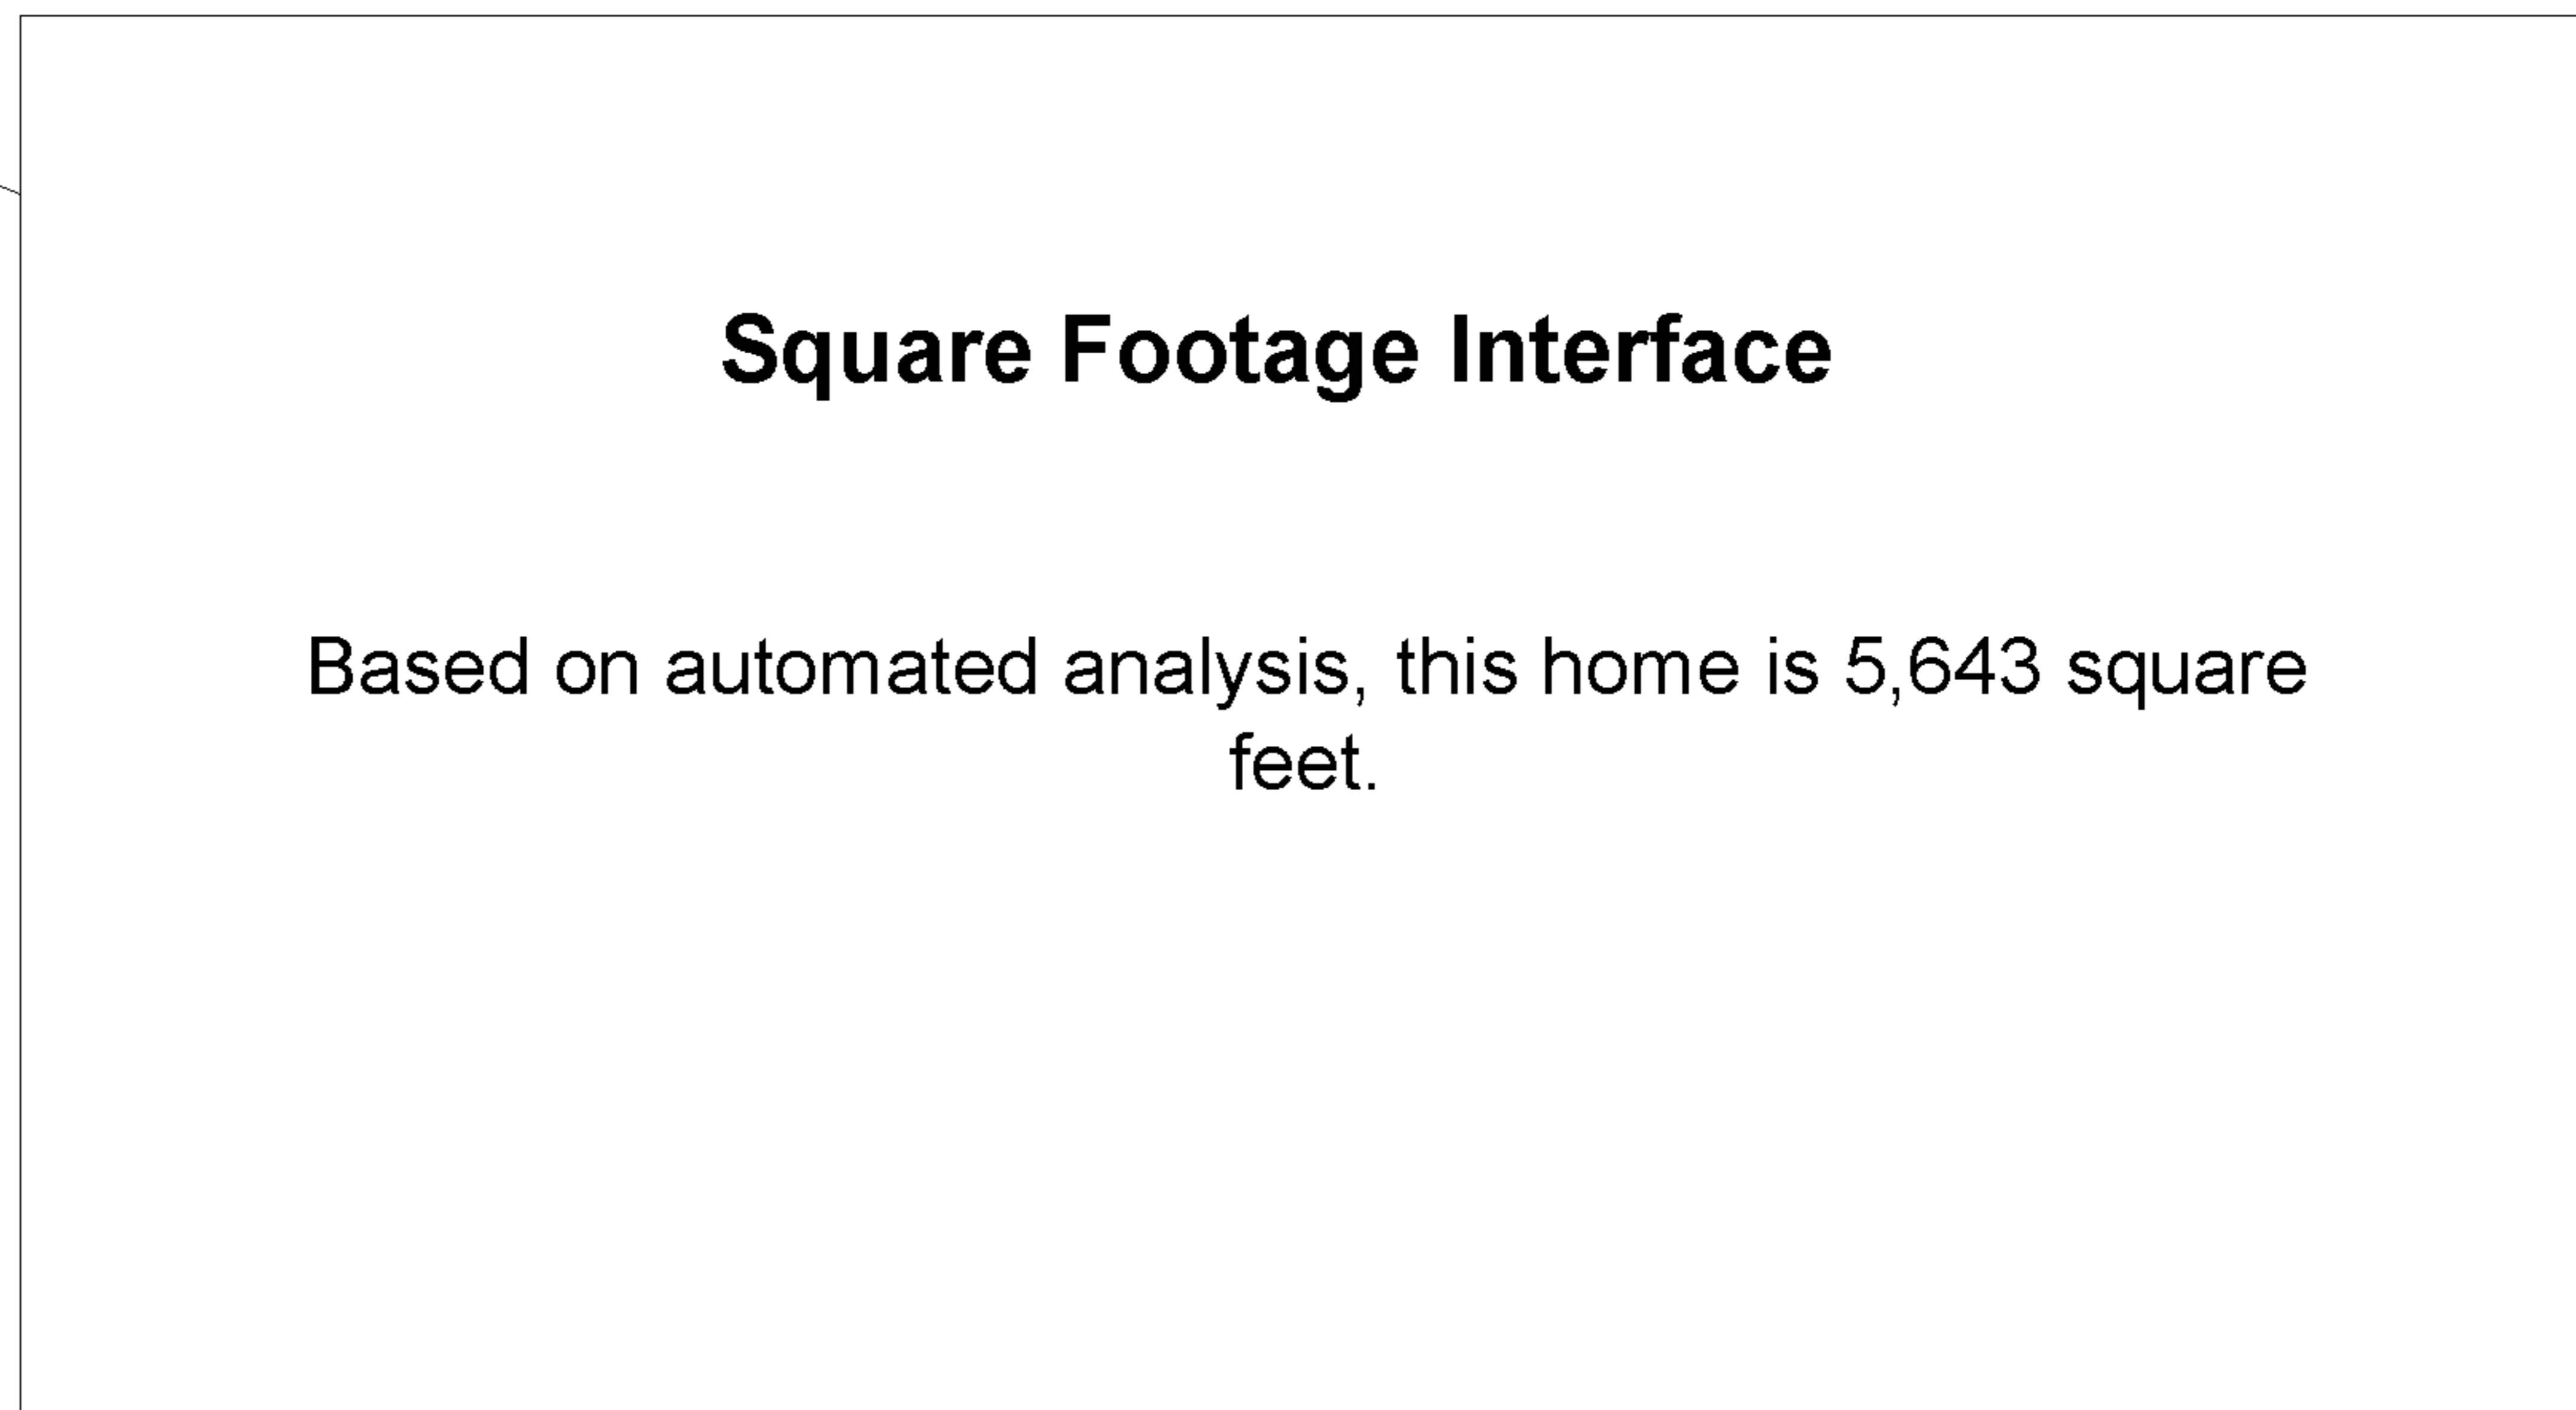 Square Footage Interface
Based on automated analysis, this home is 5,643 square
feet.